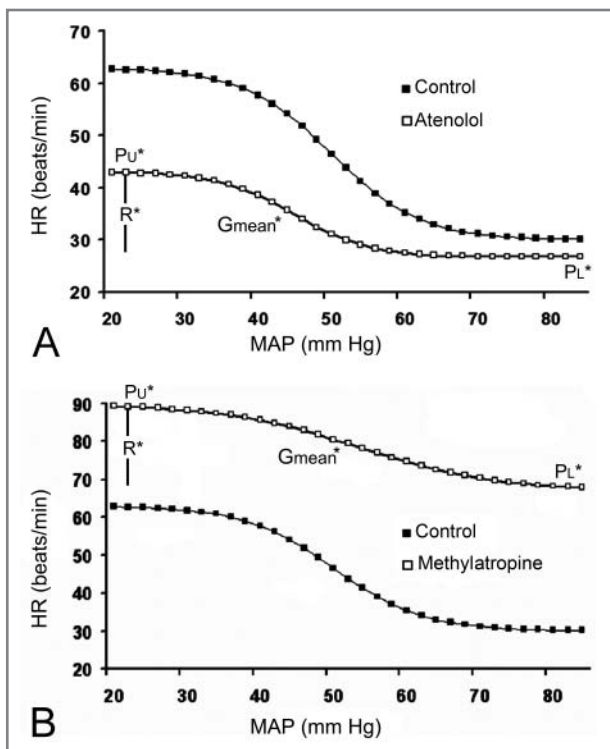 70
60
50
40
30
20
HR (beats/min)
Control
Atenolol
PU*
R*
Gmean*
PL*
20 30 40 50 60 70 80
A
MAP (mm Hg)
90
80
70
60
50
40
30
20
HR (beats/min)
PU*
R*
Gmean*
PL*
Control
Methylatropine
20 30 40 50 60 70 80
B
MAP (mm Hg)